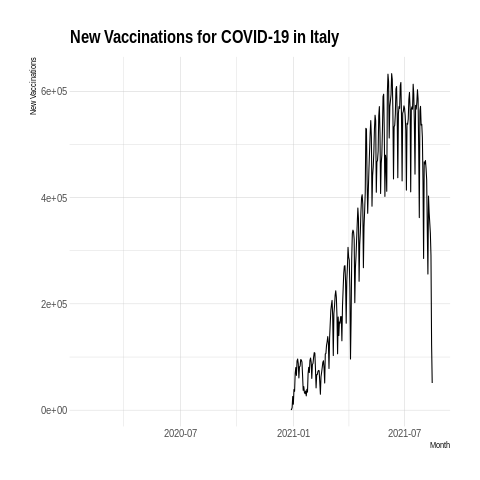 New Vaccinations for COVID-19 in Italy
New Vaccinations
6e+05
4e+05
2e+05
0e+00
2020-07 2021-01 2021-07
Month